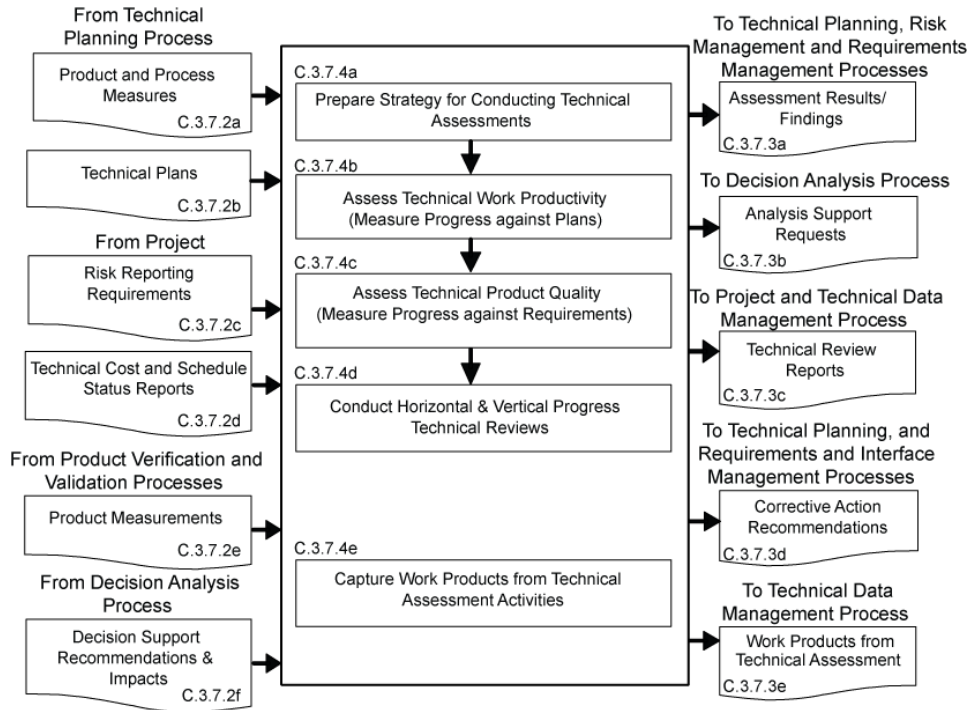 From Technical
Planning Process
Product and Process
Measures
C.3.7.2a
Technical Plans
C.3.7.2b
From Project
Risk Reporting
Requirements
C.3.7.2c
Technical Cost and Schedule
Status Reports
C.3.7.2d
From Product Verification and
Validation Processes
Product Measurements
C.3.7.2e
From Decision Analysis
Process
Decision Support
Recommendations &
Impacts
C.3.7.2f
C.3.7.4a
Prepare Strategy for Conducting Technical
Assessments
C.3.7.4b
Assess Technical Work Productivity
(Measure Progress against Plans)
C.3.7.4c
Assess Technical Product Quality
(Measure Progress against Requirements)
C.3.7.4d
Conduct Horizontal & Vertical Progress
Technical Reviews
C.3.7.4e
Capture Work Products from Technical
Assessment Activities
To Technical Planning, Risk
Management and Requirements
Management Processes
Assessment Results/
Findings
C.3.7.3a
To Decision Analysis Process
Analysis Support
Requests
C.3.7.3b
To Project and Technical Data
Management Process
Technical Review
Reports
C.3.7.3c
To Technical Planning, and
Requirements and Interface
Management Processes
Corrective Action
Recommendations
C.3.7.3d
To Technical Data
Management Process
Work Products from
Technical Assessment
C.3.7.3e